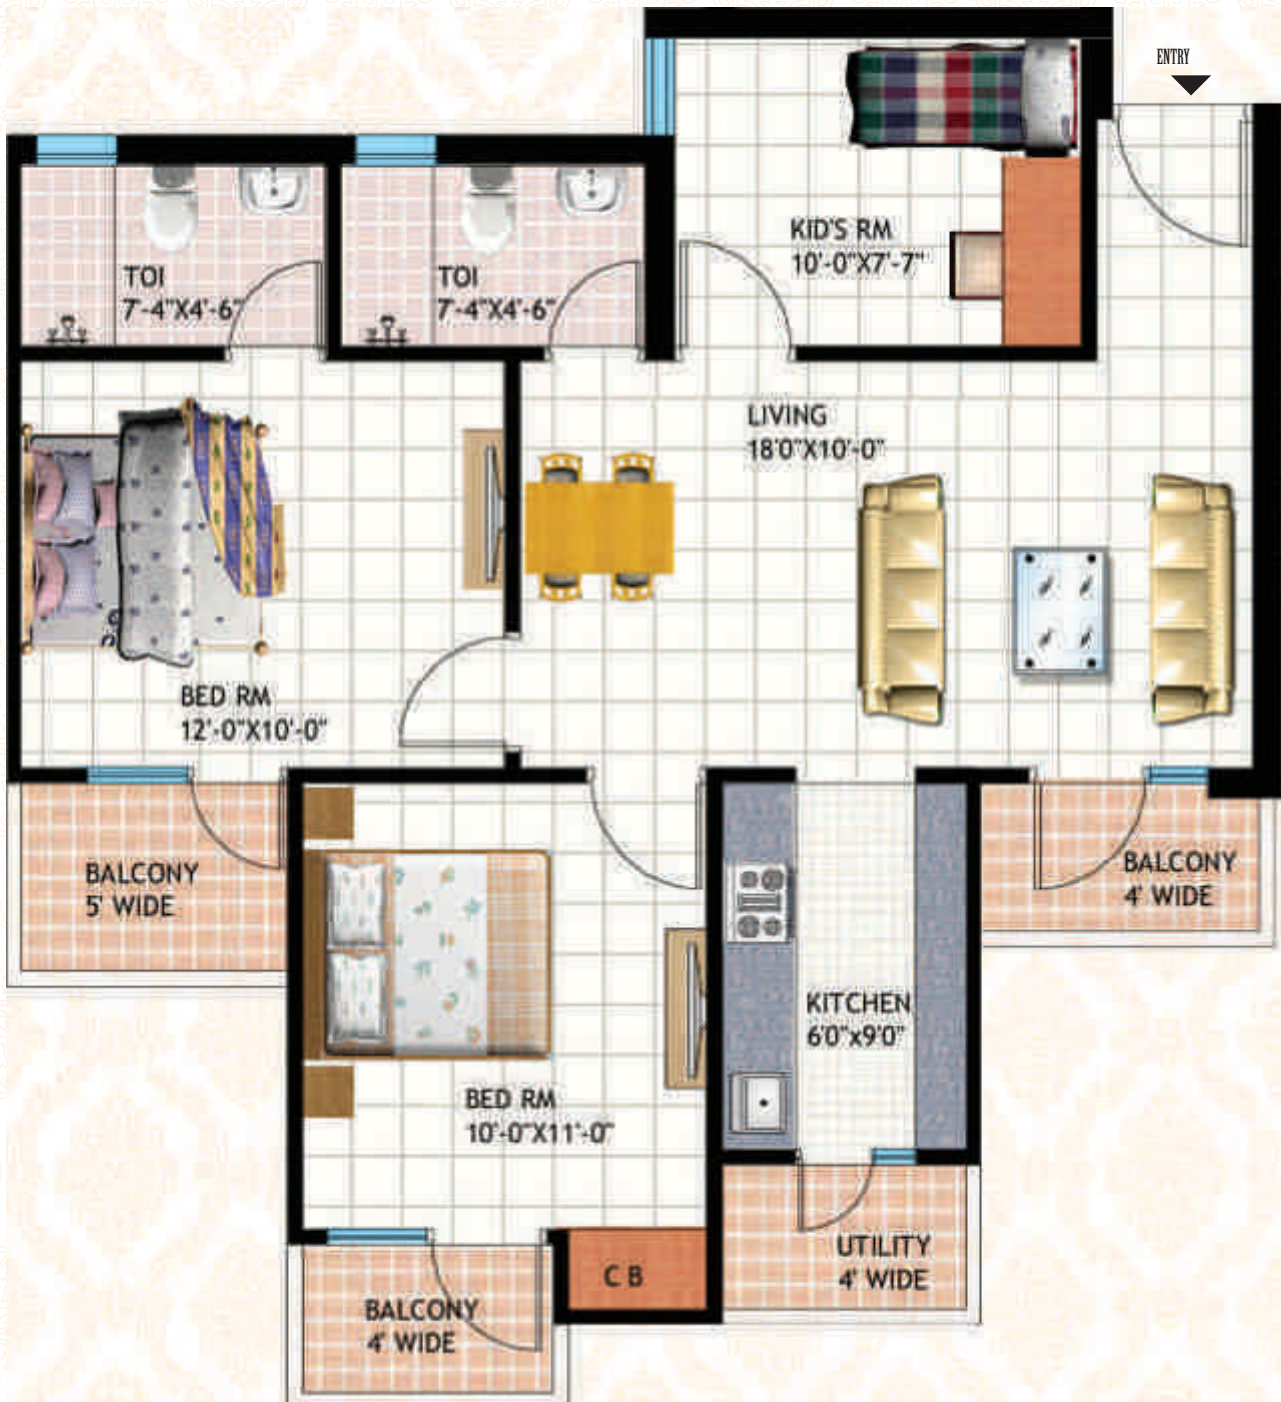 ENTRY
KID'S RM
10'-0"X7'-7"
TOI
7'-4"X4'-6"
TOI
7'-4"X4'-6"
LIVING
18'0"X10'-0"
BED RM
12'-0"X10'-0"
BALCONY
5' WIDE
BALCONY
4' WIDE
KITCHEN
6'0"x9'0"
BED RM
10'-0"X11'-0"
UTILITY
4' WIDE
C B
BALCONY
4' WIDE